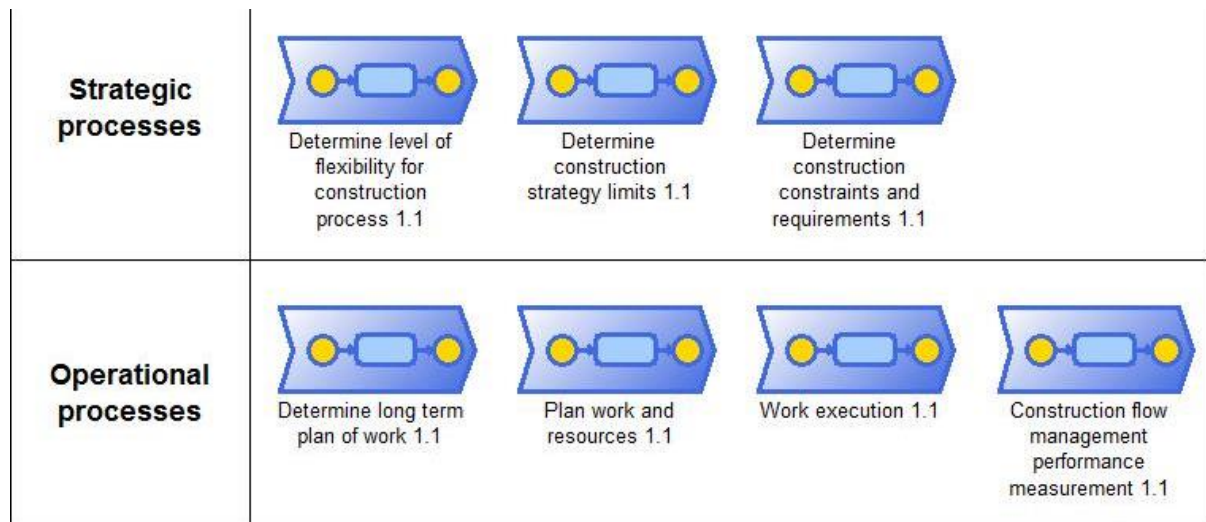 Strategic
processes
Determine level of
flexibility for
construction
process 1.1
Determine
construction
strategy limits 1.1
Determine
construction
constraints and
requirements 1.1
Operational
processes
Determine long term
plan of work 1.1
Plan work and
resources 1.1
Work execution 1.1
Construction flow
management
performance
measurement 1.1